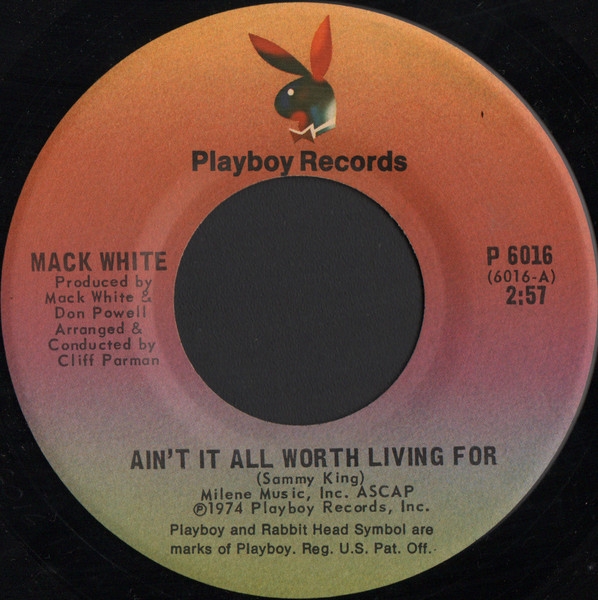 Playboy Records
MACK WHITE
Produced by
Mack White &
Don Powell
Arranged &
Conducted by
Cliff Parman
P 6016
(6016-A)
2:57
AIN'T IT ALL WORTH LIVING FOR
(Sammy King)
Milene Music, Inc. ASCAP
℗1974 Playboy Records, Inc.
Playboy and Rabbit Head Symbol are
marks of Playboy. Reg. U.S. Pat. Off.